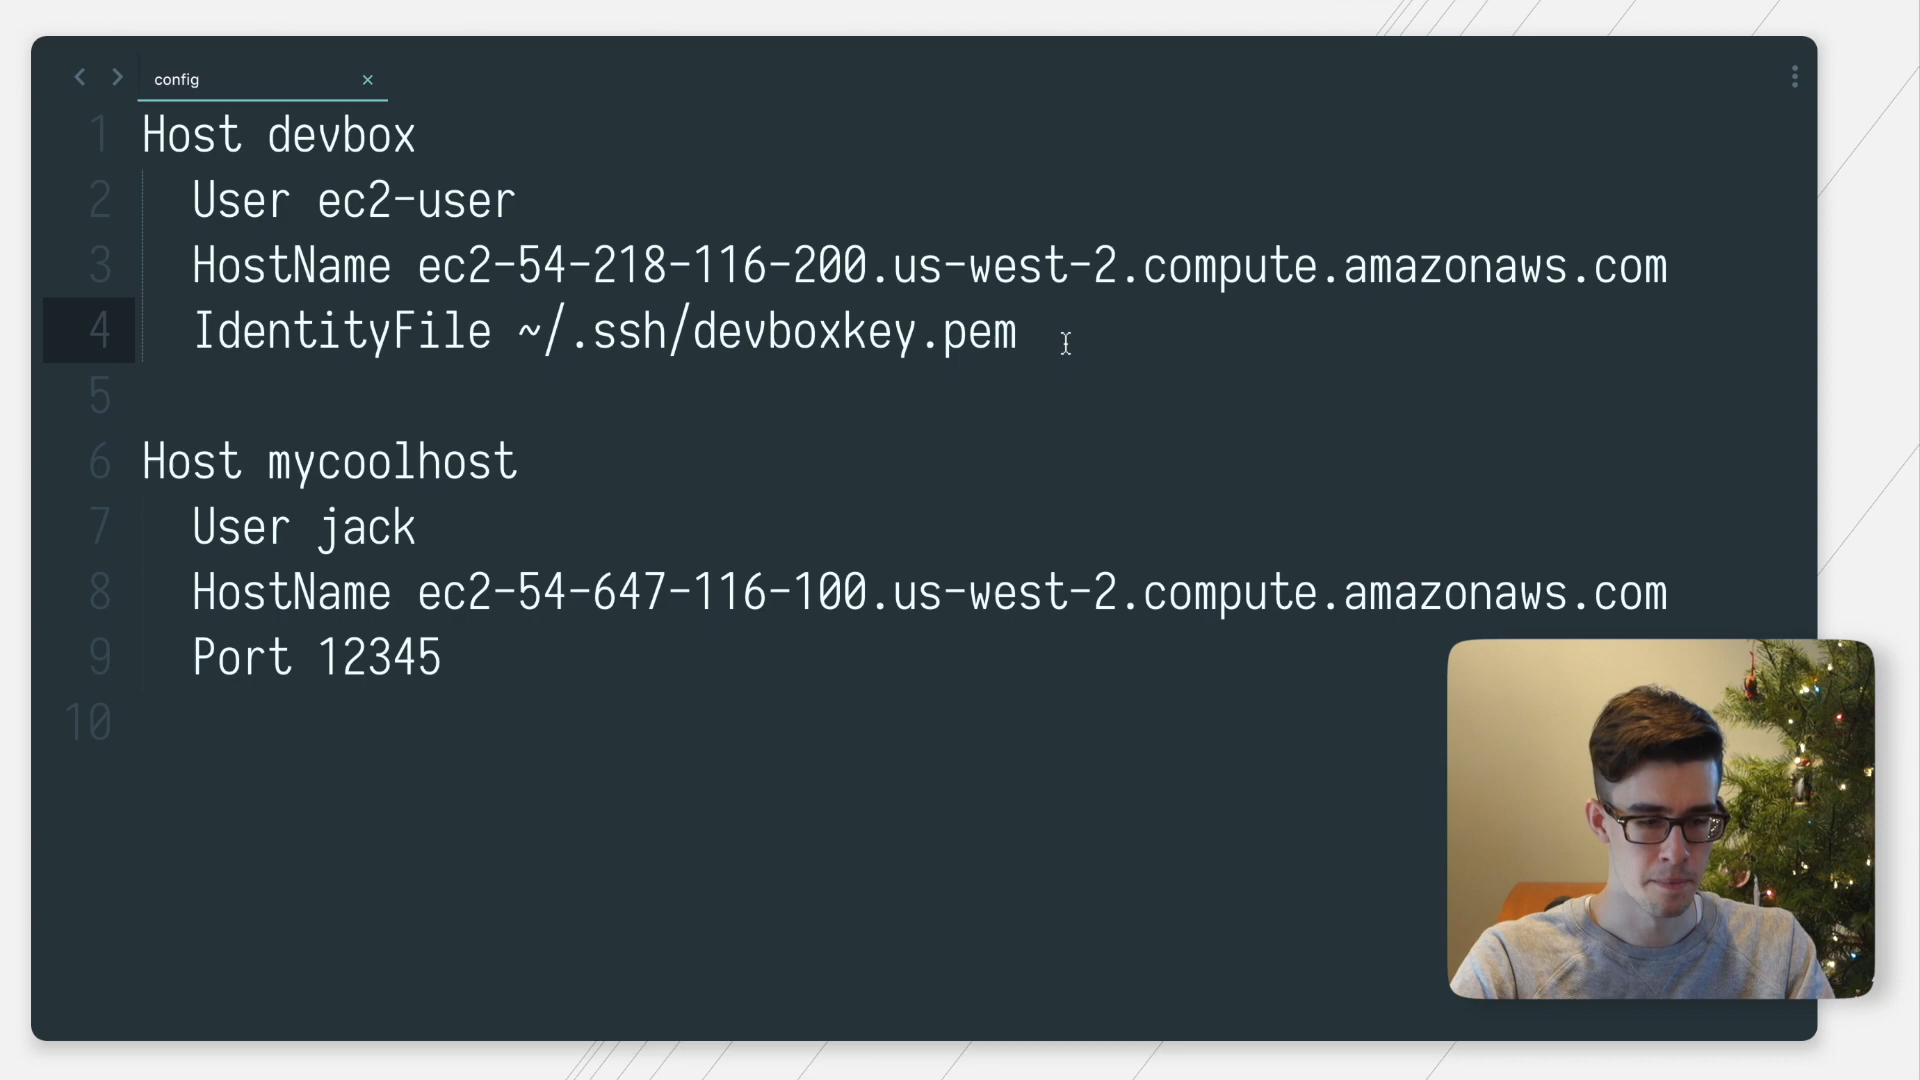 config
1 Host devbox
2 User ec2-user
3 HostName ec2-54-218-116-200.us-west-2.compute.amazonaws.com
4 IdentityFile ~/.ssh/devboxkey.pem
5
6 Host mycoolhost
7 User jack
8 HostName ec2-54-647-116-100.us-west-2.compute.amazonaws.com
9 Port 12345
10